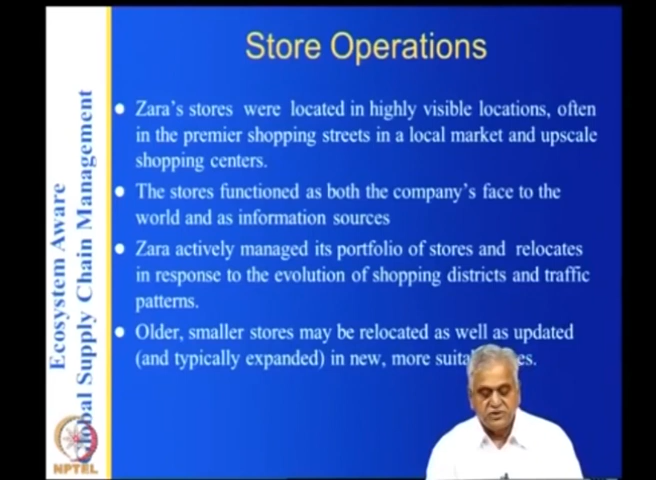 Store Operations
Zara's stores were located in highly visible locations, often
in the premier shopping streets in a local market and upscale
shopping centers.
The stores functioned as both the company's face to the
world and as information sources
Zara actively managed its portfolio of stores and relocates
in response to the evolution of shopping districts and traffic
patterns.
Older, smaller stores may be relocated as well as updated
(and typically expanded) in new, more
Ecosystem Aware
Global Supply Chain Management
NPTEL